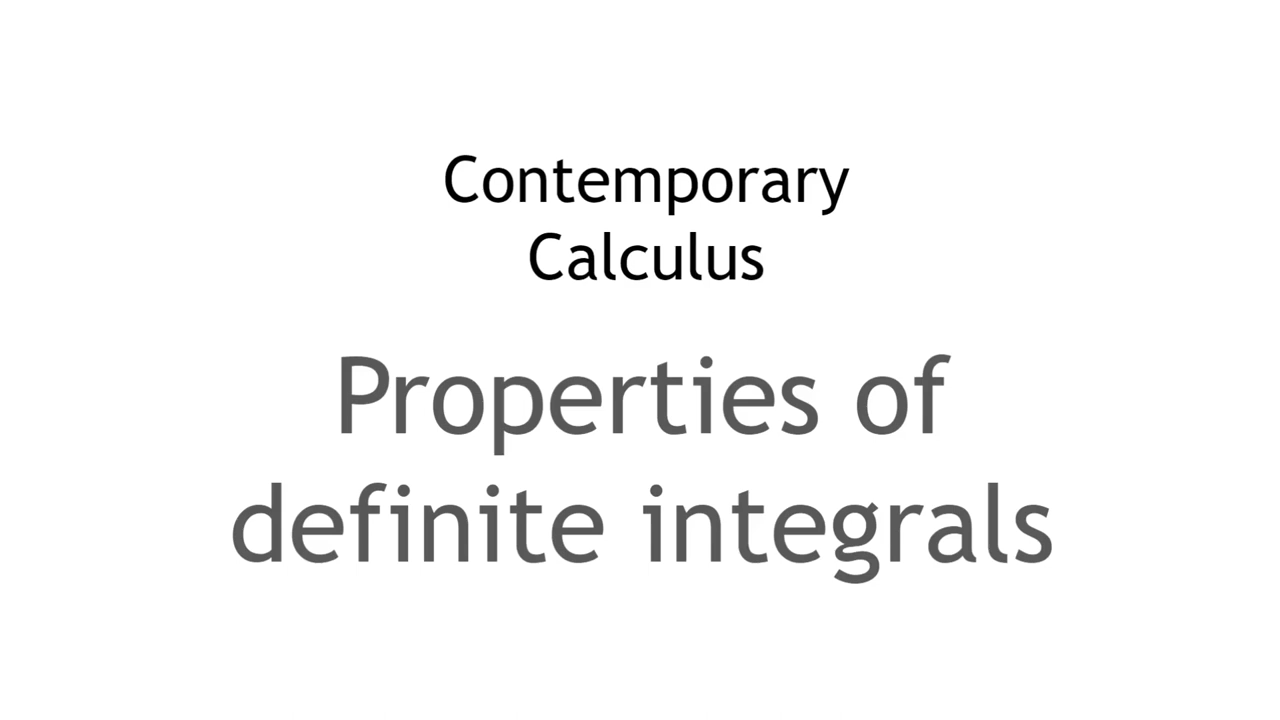 Contemporary
Calculus
Properties of
definite integrals